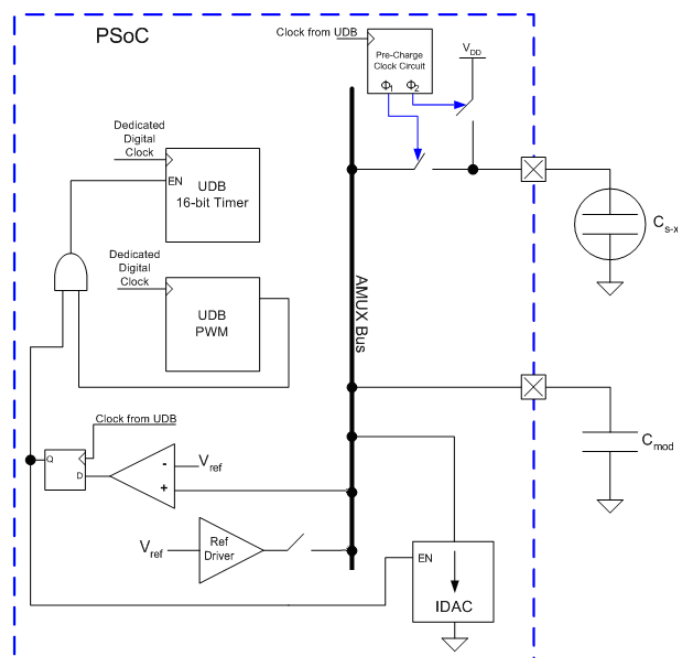 PSoC
Clock from UDB
Pre-Charge
Clock Circuit
Φ1 Φ2
VDD
Dedicated
Digital
Clock
EN
UDB
16-bit Timer
Cs-x
Dedicated
Digital
Clock
UDB
PWM
AMUX Bus
Clock from UDB
Q
D
-
+
Vref
Cmod
Vref
Ref
Driver
EN
IDAC